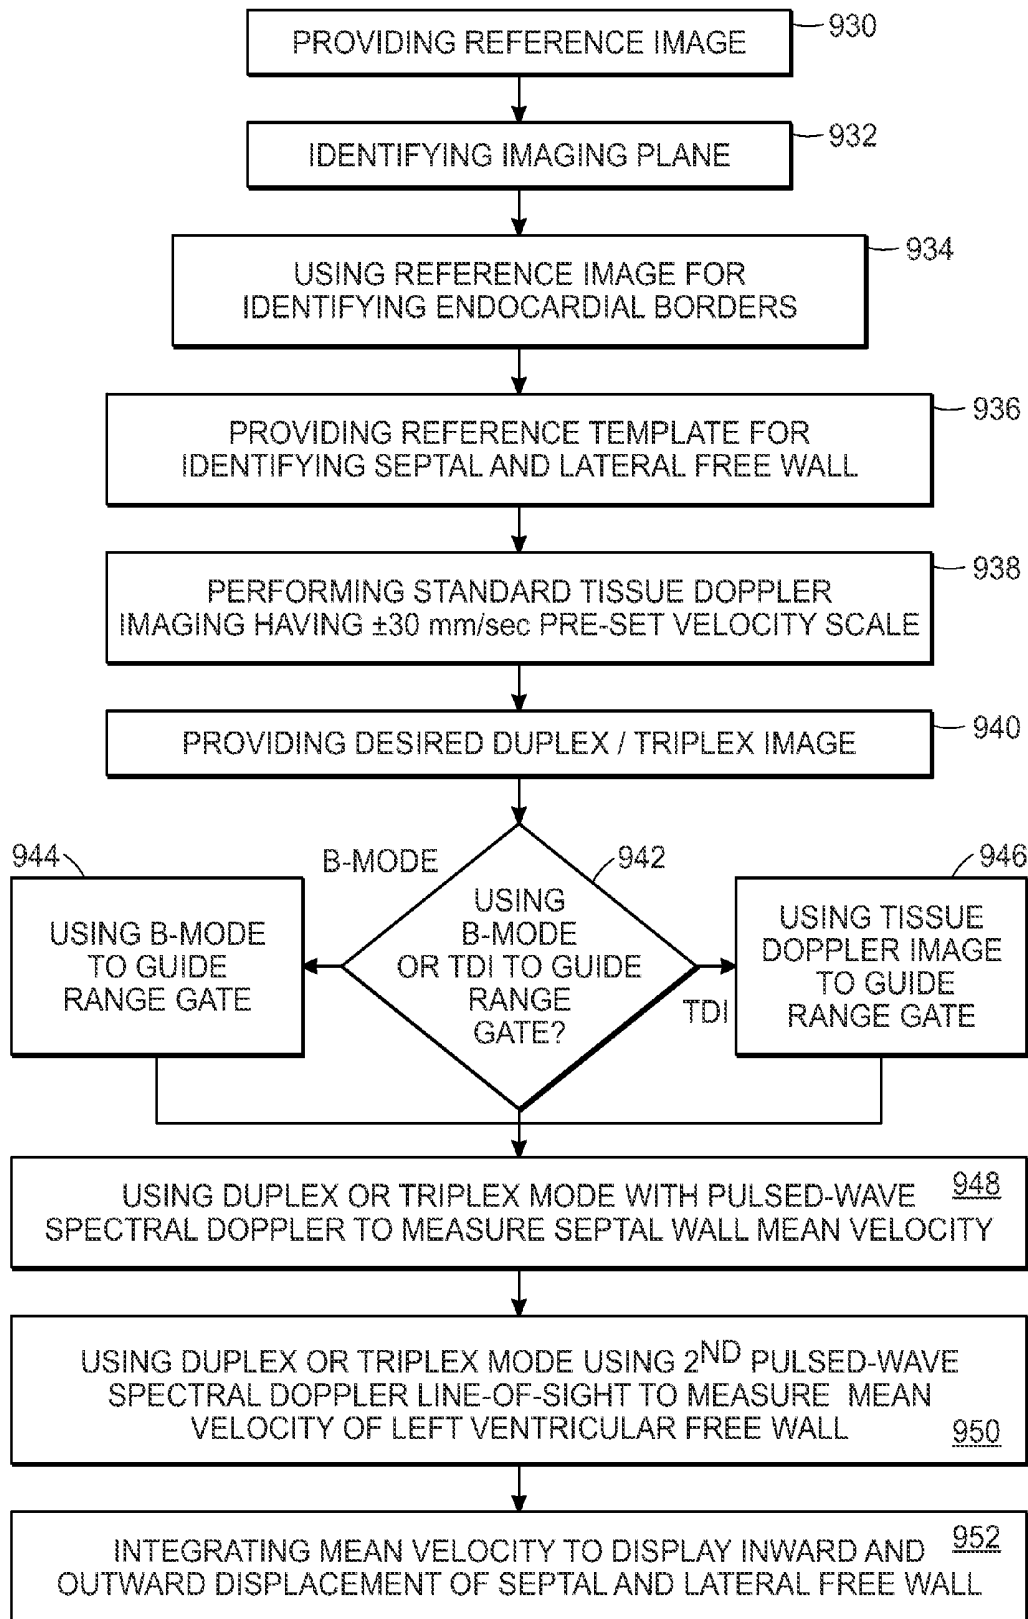 PROVIDING REFERENCE IMAGE
930
IDENTIFYING IMAGING PLANE
932
USING REFERENCE IMAGE FOR
IDENTIFYING ENDOCARDIAL BORDERS
934
PROVIDING REFERENCE TEMPLATE FOR
IDENTIFYING SEPTAL AND LATERAL FREE WALL
936
PERFORMING STANDARD TISSUE DOPPLER
IMAGING HAVING ±30 mm/sec PRE-SET VELOCITY SCALE
938
PROVIDING DESIRED DUPLEX / TRIPLEX IMAGE
940
944
USING B-MODE
TO GUIDE
RANGE GATE
B-MODE
942
USING
B-MODE
OR TDI TO GUIDE
RANGE
GATE?
TDI
946
USING TISSUE
DOPPLER IMAGE
TO GUIDE
RANGE GATE
USING DUPLEX OR TRIPLEX MODE WITH PULSED-WAVE
SPECTRAL DOPPLER TO MEASURE SEPTAL WALL MEAN VELOCITY
948
USING DUPLEX OR TRIPLEX MODE USING 2ND PULSED-WAVE
SPECTRAL DOPPLER LINE-OF-SIGHT TO MEASURE MEAN
VELOCITY OF LEFT VENTRICULAR FREE WALL
950
INTEGRATING MEAN VELOCITY TO DISPLAY INWARD AND
OUTWARD DISPLACEMENT OF SEPTAL AND LATERAL FREE WALL
952